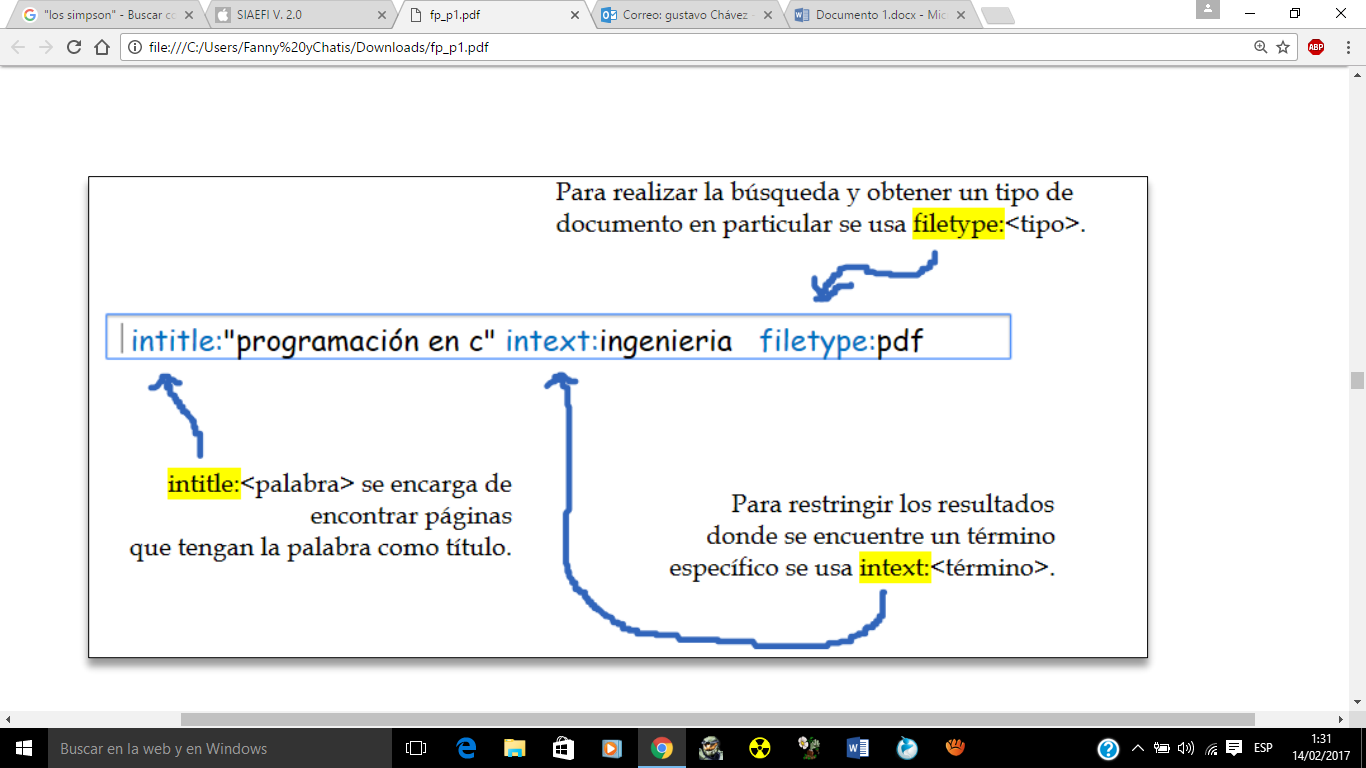 "los simpson" - Buscar co
SIAEFI V. 2.0
fp_p1.pdf
Correo: gustavo Chávez -
Documento 1.docx - Mic
file:///C:/Users/Fanny%20yChatis/Downloads/fp_p1.pdf
ABP
Para realizar la búsqueda y obtener un tipo de
documento en particular se usa filetype:<tipo>.
intitle:"programación en c" intext:ingenieria filetype:pdf
intitle:<palabra> se encarga de
encontrar páginas
que tengan la palabra como título.
Para restringir los resultados
donde se encuentre un término
específico se usa intext:<término>.
Buscar en la web y en Windows
ESP
1:31
14/02/2017